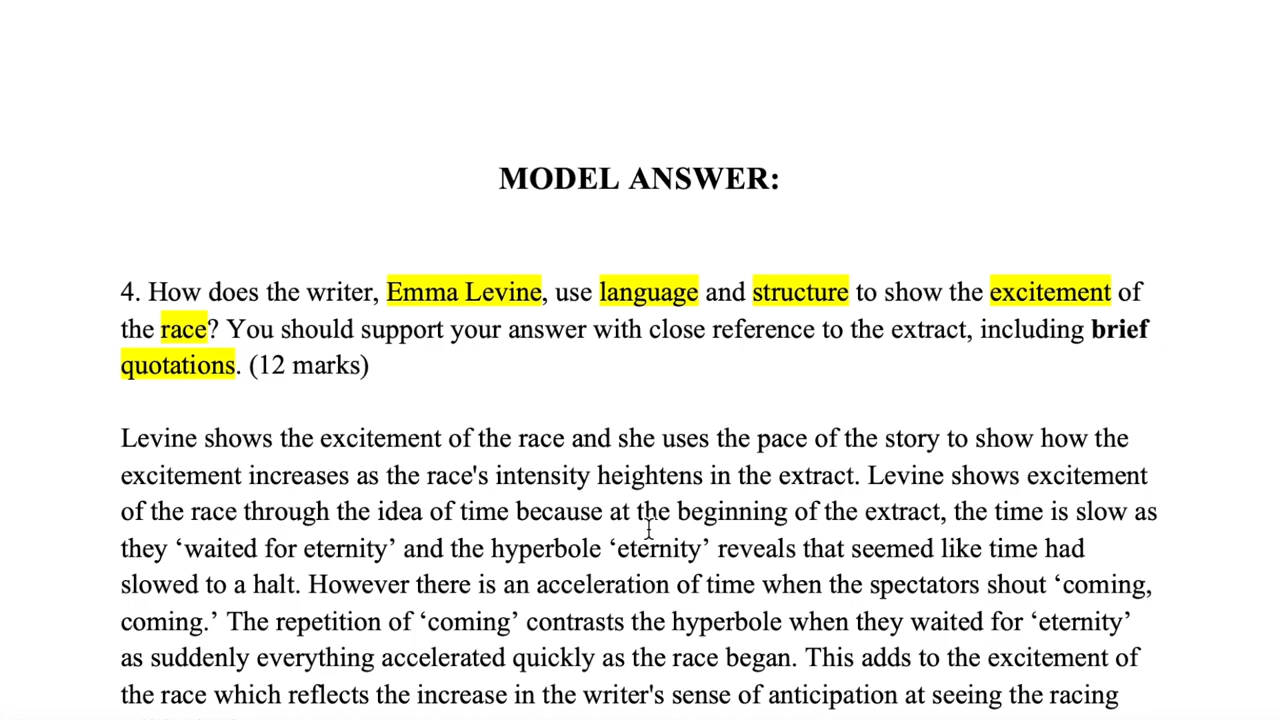 MODEL ANSWER:
4. How does the writer, Emma Levine, use language and structure to show the excitement of
the race? You should support your answer with close reference to the extract, including brief
quotations. (12 marks)
Levine shows the excitement of the race and she uses the pace of the story to show how the
excitement increases as the race's intensity heightens in the extract. Levine shows excitement
of the race through the idea of time because at the beginning of the extract, the time is slow as
they ‘waited for eternity’ and the hyperbole ‘eternity’ reveals that seemed like time had
slowed to a halt. However there is an acceleration of time when the spectators shout ‘coming,
coming.’ The repetition of ‘coming’ contrasts the hyperbole when they waited for ‘eternity’
as suddenly everything accelerated quickly as the race began. This adds to the excitement of
the race which reflects the increase in the writer's sense of anticipation at seeing the racing